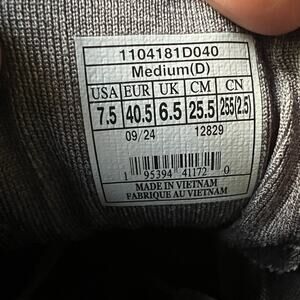 1104181D040
Medium(D)
USA EUR UK CM CN
7.5 40.5 6.5 25.5 255(2.5)
09/24 12829
1 95394 41172 0
MADE IN VIETNAM
FABRIQUE AU VIETNAM